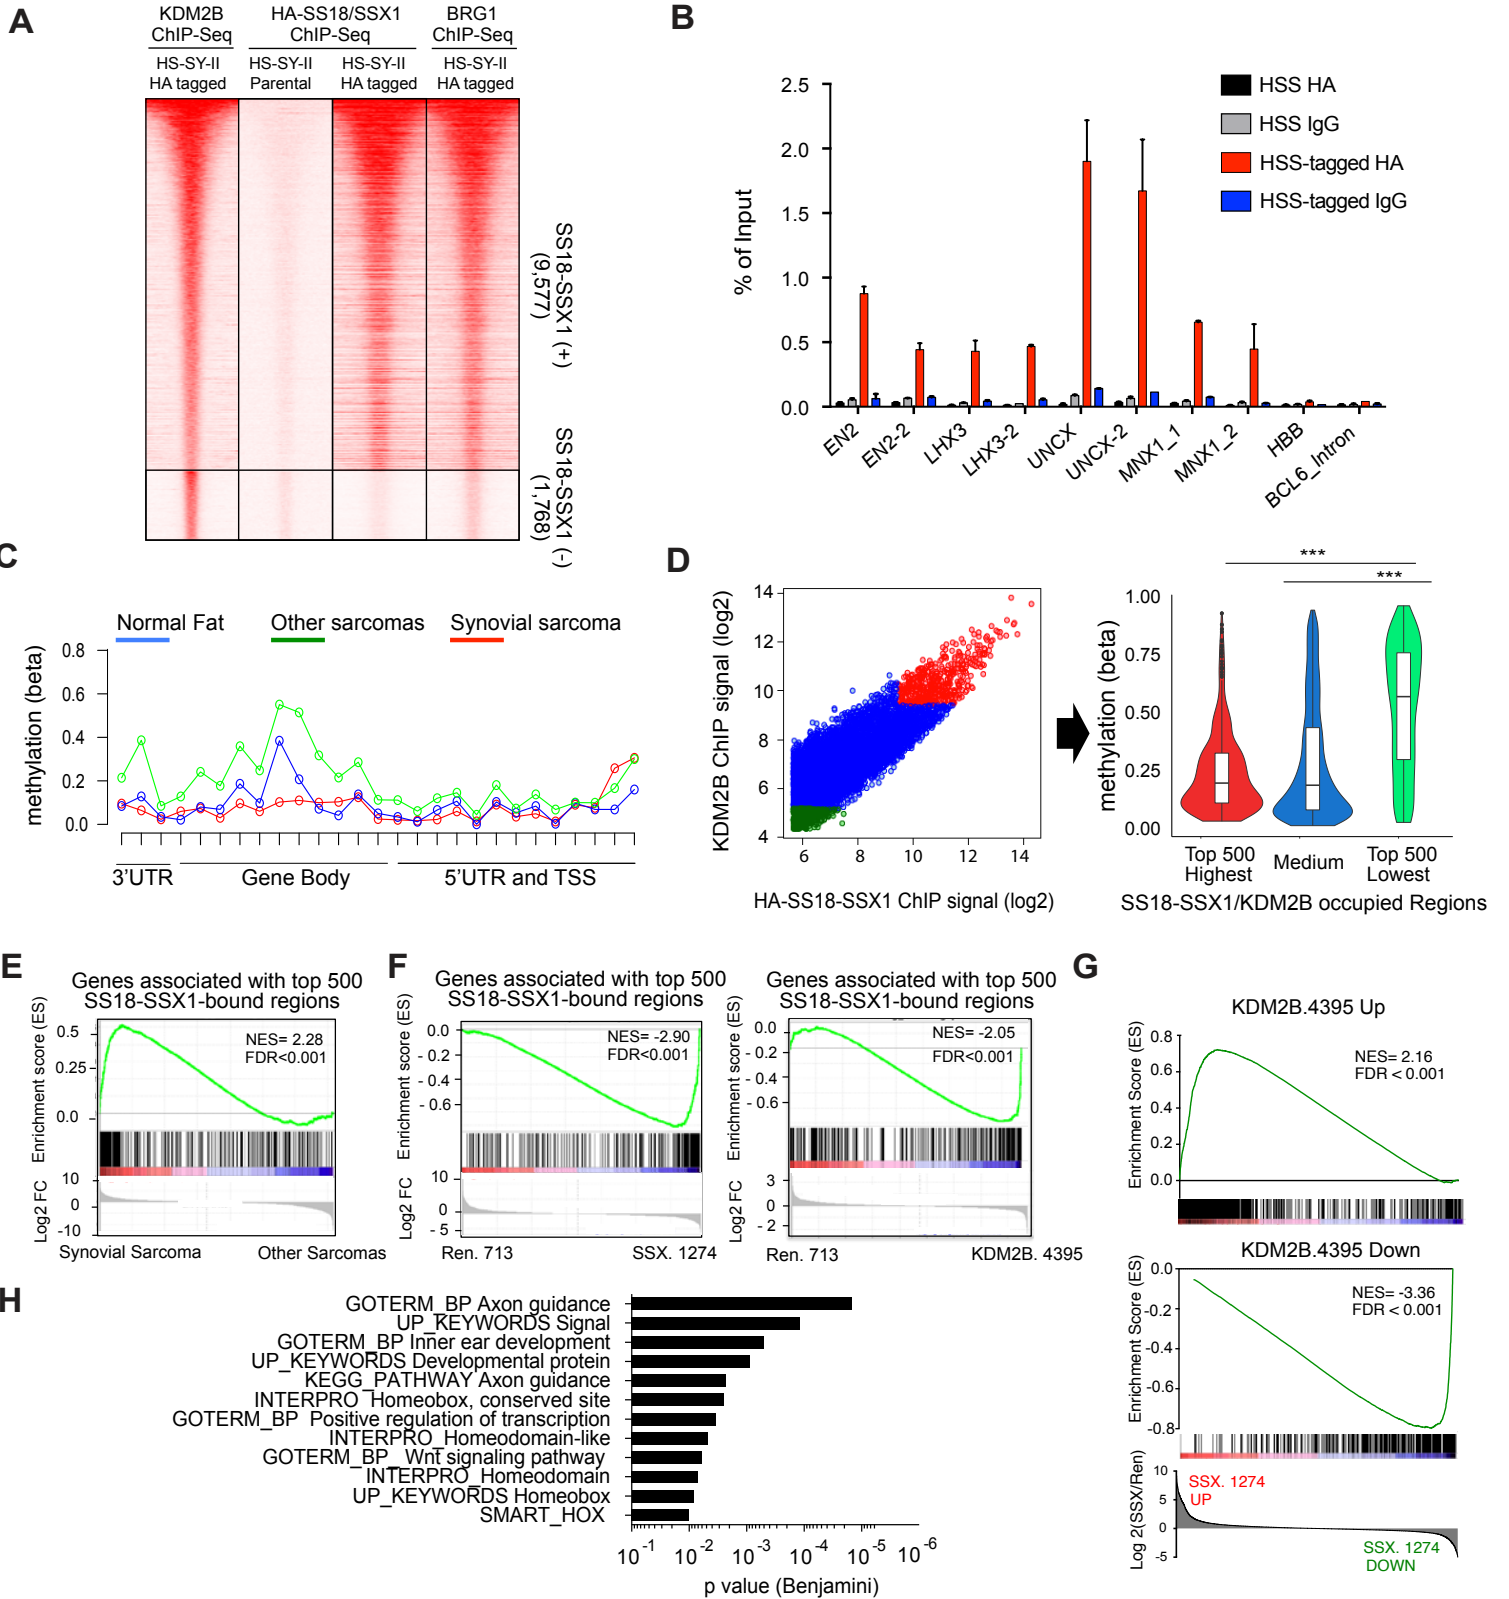 A
KDM2B
ChIP-Seq
HA-SS18/SSX1
ChIP-Seq
BRG1
ChIP-Seq
HS-SY-II
HA tagged
HS-SY-II
Parental
HS-SY-II
HA tagged
HS-SY-II
HA tagged
SS18-SSX1 (+)
(9,577)
SS18-SSX1 (-)
(1,768)
B
HSS HA
HSS IgG
HSS-tagged HA
HSS-tagged IgG
% of Input
2.5
2.0
1.5
1.0
0.5
0.0
EN2
EN2-2
LHX3
LHX3-2
UNCX
UNCX-2
MNX1_1
MNX1_2
HBB
BCL6_Intron
C
Normal Fat
Other sarcomas
Synovial sarcoma
methylation (beta)
0.8
0.6
0.4
0.2
0.0
3'UTR
Gene Body
5'UTR and TSS
D
KDM2B ChIP signal (log2)
14
12
10
8
6
4
6
8
10
12
14
HA-SS18-SSX1 ChIP signal (log2)
***
***
methylation (beta)
1.00
0.75
0.50
0.25
0.00
Top 500
Highest
Medium
Top 500
Lowest
SS18-SSX1/KDM2B occupied Regions
E
Genes associated with top 500
SS18-SSX1-bound regions
Enrichment score (ES)
0.5
0.25
0.0
NES= 2.28
FDR<0.001
Log2 FC
10
0
-10
Synovial Sarcoma
Other Sarcomas
F
Genes associated with top 500
SS18-SSX1-bound regions
Enrichment score (ES)
0.0
- 0.2
- 0.4
- 0.6
NES= -2.90
FDR<0.001
Log2 FC
10
0
- 5
Ren. 713
SSX. 1274
Genes associated with top 500
SS18-SSX1-bound regions
Enrichment score (ES)
0.0
- 0.2
- 0.4
- 0.6
NES= -2.05
FDR<0.001
Log2 FC
3
0
- 2
Ren. 713
KDM2B. 4395
G
KDM2B.4395 Up
Enrichment Score (ES)
0.8
0.6
0.4
0.2
0.0
NES= 2.16
FDR < 0.001
KDM2B.4395 Down
Enrichment Score (ES)
0.0
-0.2
-0.4
-0.6
-0.8
NES= -3.36
FDR < 0.001
Log 2(SSX/Ren)
10
5
0
-5
SSX. 1274
UP
SSX. 1274
DOWN
H
GOTERM_BP Axon guidance
UP_KEYWORDS Signal
GOTERM_BP Inner ear development
UP_KEYWORDS Developmental protein
KEGG_PATHWAY Axon guidance
INTERPRO_Homeobox, conserved site
GOTERM_BP_Positive regulation of transcription
INTERPRO_Homeodomain-like
GOTERM_BP_ Wnt signaling pathway
INTERPRO_Homeodomain
UP_KEYWORDS Homeobox
SMART_HOX
10-1
10-2
10-3
10-4
10-5
10-6
p value (Benjamini)